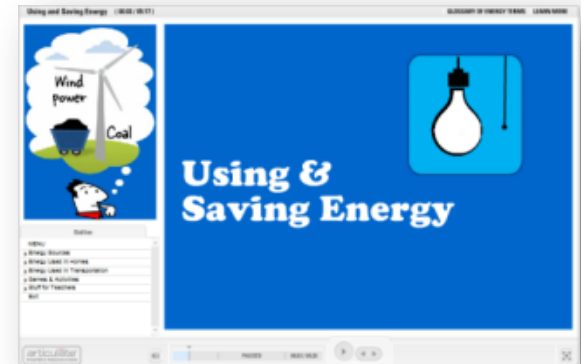 Using and Saving Energy
GLOSSARY OF ENERGY TERMS LEARN MORE
Wind
power
Coal
Using &
Saving Energy
Outline
MENU
Energy Sources
Energy Used in Homes
Energy Used in Transportation
Games & Activities
Stuff for Teachers
Exit
articulate
PAUSED